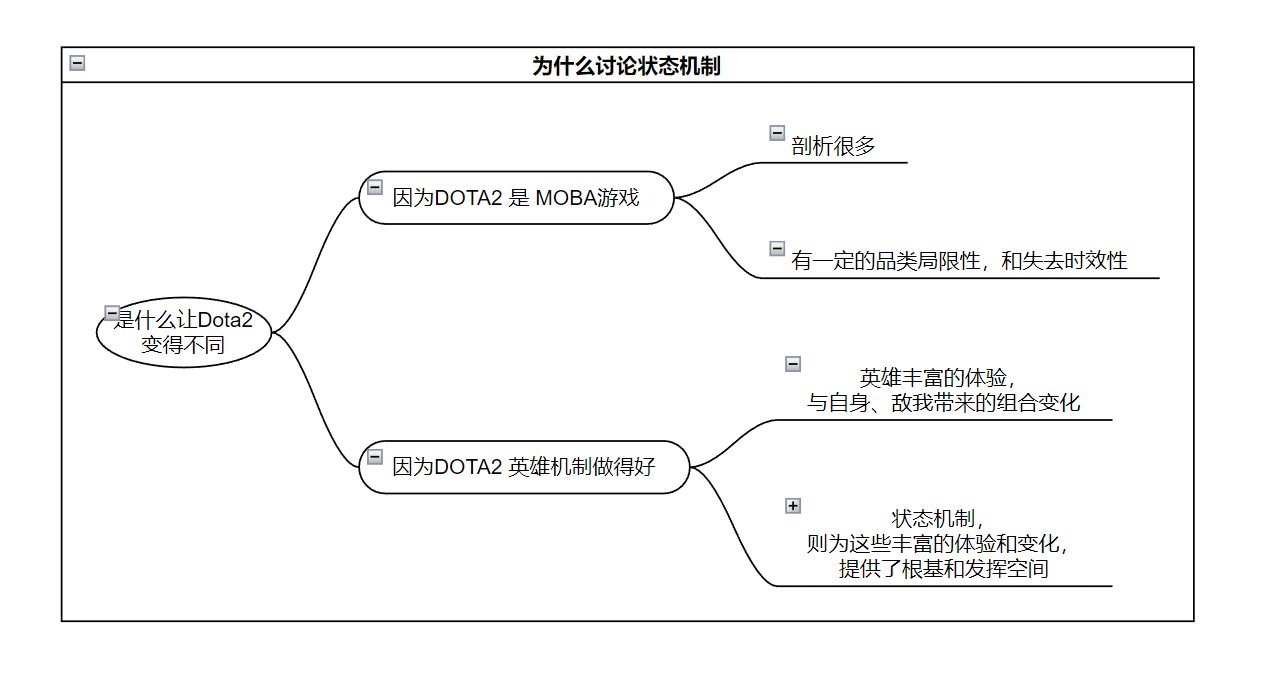 为什么讨论状态机制
是什么让Dota2
变得不同
因为DOTA2 是 MOBA游戏
剖析很多
有一定的品类局限性，和失去时效性
因为DOTA2 英雄机制做得好
英雄丰富的体验，
与自身、敌我带来的组合变化
状态机制，
则为这些丰富的体验和变化，
提供了根基和发挥空间